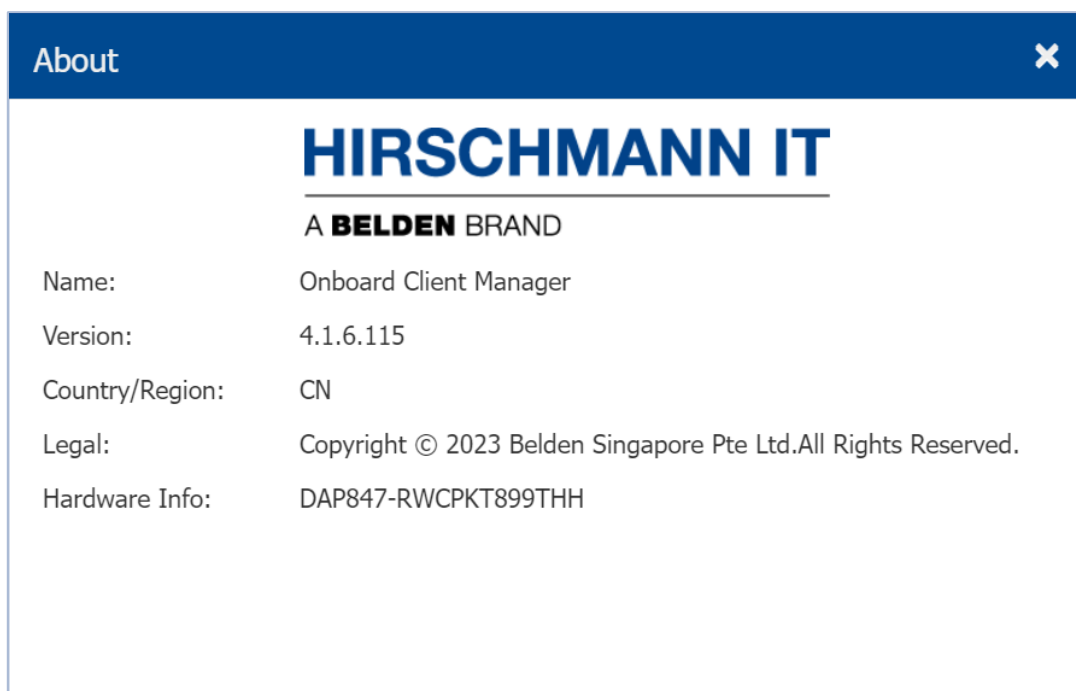 About
HIRSCHMANN IT
A BELDEN BRAND
Name: Onboard Client Manager
Version: 4.1.6.115
Country/Region: CN
Legal: Copyright © 2023 Belden Singapore Pte Ltd.All Rights Reserved.
Hardware Info: DAP847-RWCPKT899THH